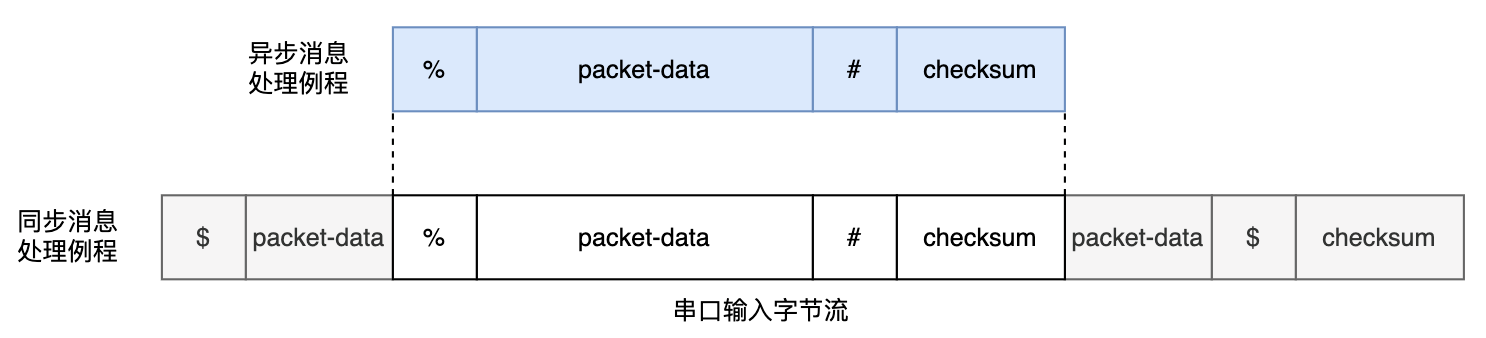 异步消息
处理例程
% packet-data # checksum
同步消息
处理例程
$ packet-data % packet-data # checksum packet-data $ checksum
串口输入字节流